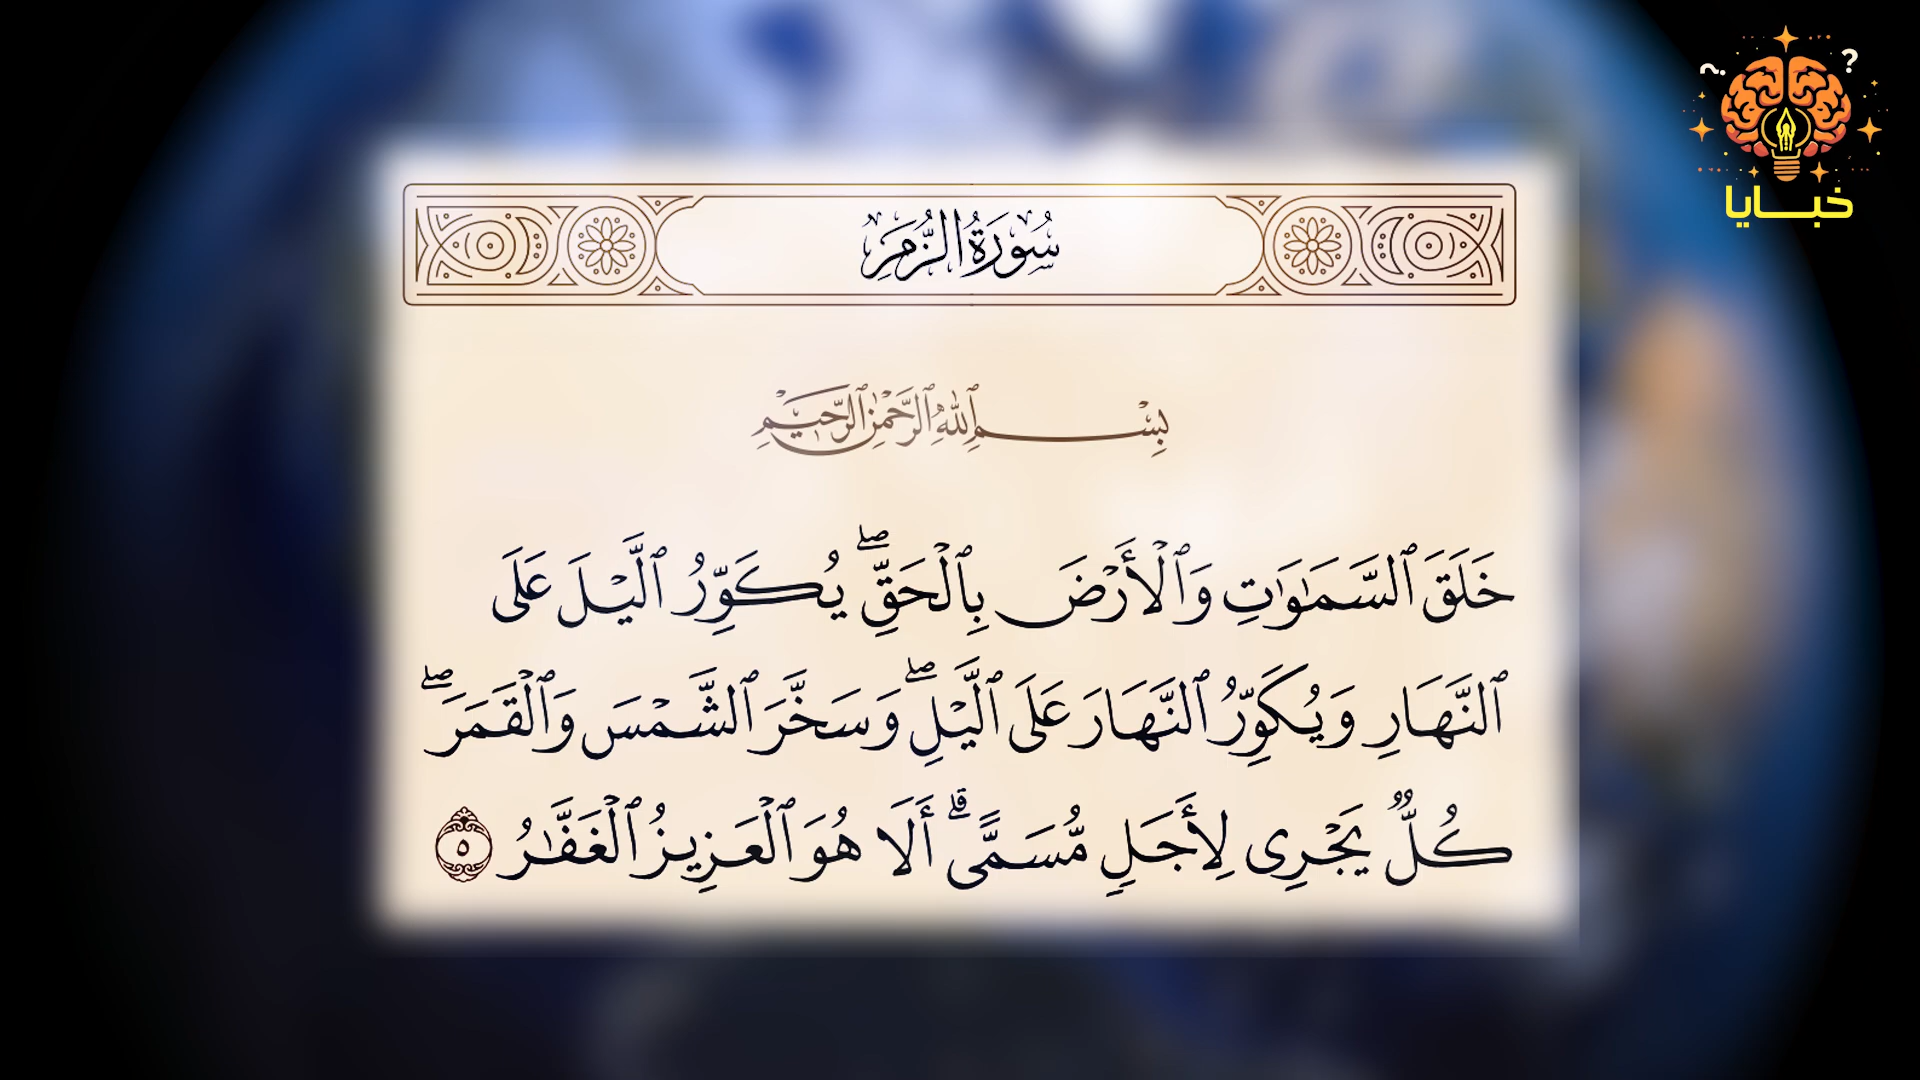 خبايا
سُورَةُ الزُّمَرِ
بِسْمِ ٱللَّهِ ٱلرَّحْمَٰنِ ٱلرَّحِيمِ
خَلَقَ ٱلسَّمَٰوَٰتِ وَٱلْأَرْضَ بِٱلْحَقِّ ۖ يُكَوِّرُ ٱلَّيْلَ عَلَى
ٱلنَّهَارِ وَيُكَوِّرُ ٱلنَّهَارَ عَلَى ٱلَّيْلِ ۖ وَسَخَّرَ ٱلشَّمْسَ وَٱلْقَمَرَ ۖ
كُلٌّ يَجْرِى لِأَجَلٍ مُّسَمًّى ۗ أَلَا هُوَ ٱلْعَزِيزُ ٱلْغَفَّٰرُ ٥